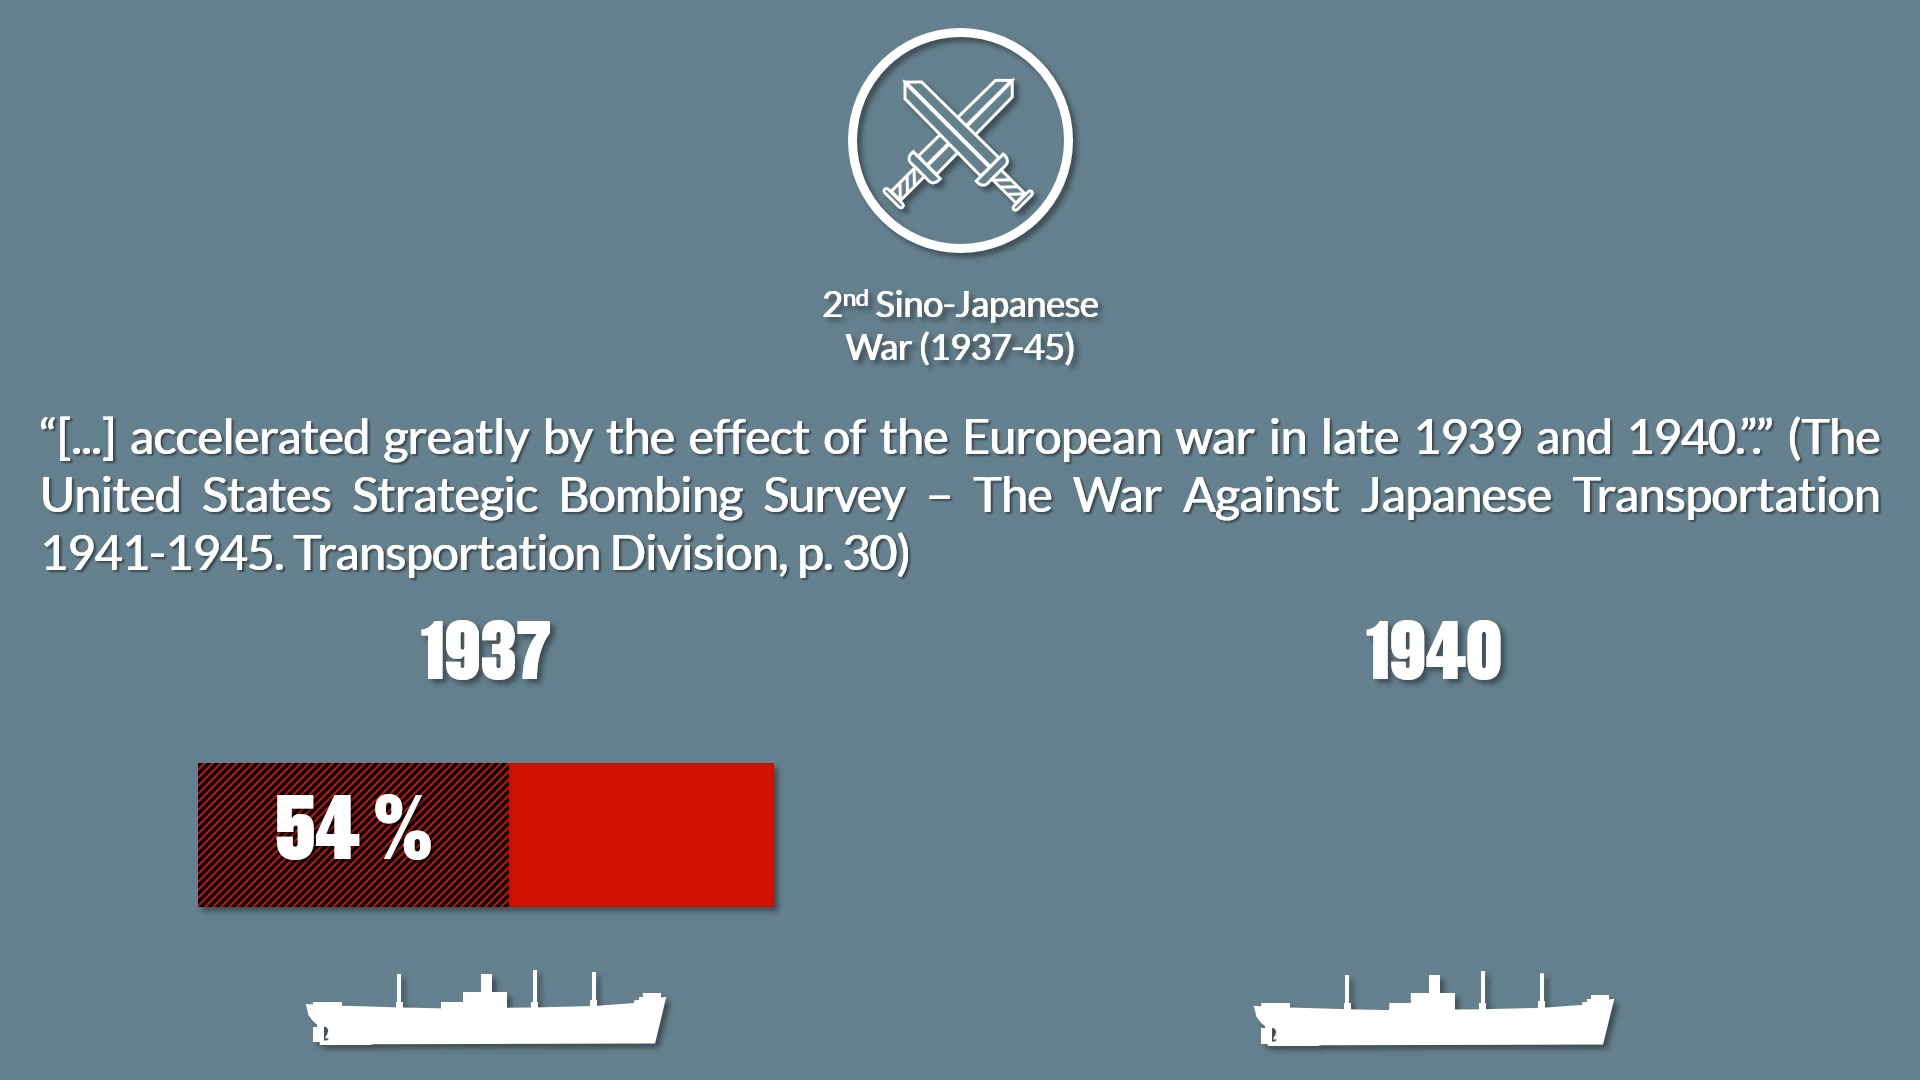 2nd Sino-Japanese
War (1937-45)
“[...] accelerated greatly by the effect of the European war in late 1939 and 1940.”.” (The
United States Strategic Bombing Survey – The War Against Japanese Transportation
1941-1945. Transportation Division, p. 30)
1937
1940
54 %